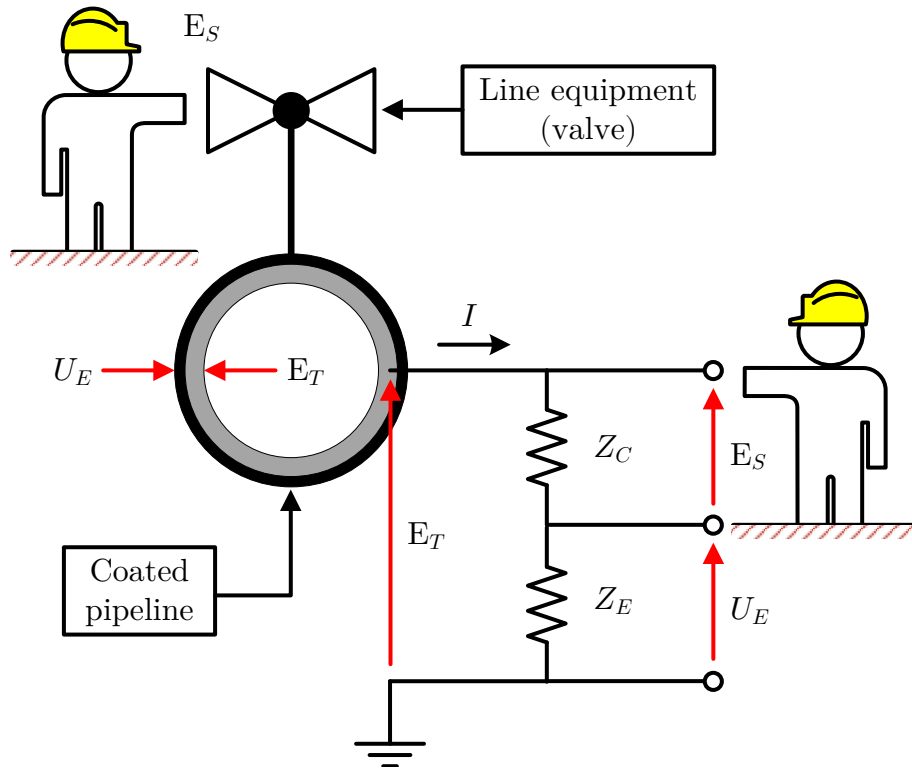 E_S
Line equipment
(valve)
I
U_E
E_T
Z_C
E_S
E_T
Coated
pipeline
Z_E
U_E